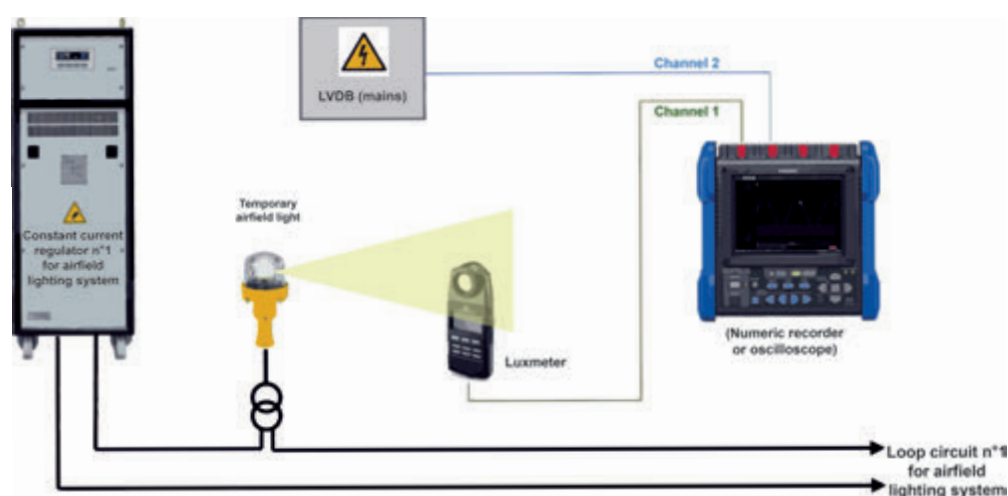 LVDB (mains)
Channel 2
Channel 1
Temporary
airfield light
Constant current
regulator n°1
for airfield
lighting system
Luxmeter
(Numeric recorder
or oscilloscope)
Loop circuit n°1
for airfield
lighting system